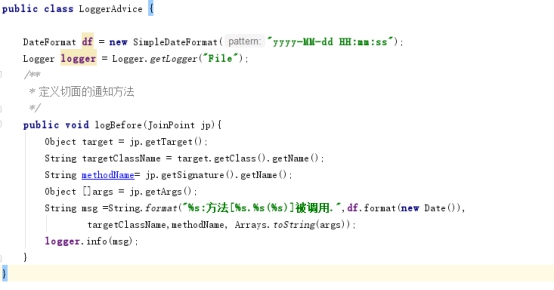 public class LoggerAdvice {
DateFormat df = new SimpleDateFormat( pattern: "yyyy-MM-dd HH:mm:ss");
Logger logger = Logger.getLogger("File");
/**
* 定义切面的通知方法
*/
public void logBefore(JoinPoint jp){
Object target = jp.getTarget();
String targetClassName = target.getClass().getName();
String methodName= jp.getSignature().getName();
Object []args = jp.getArgs();
String msg =String.format("%s:方法[%s.%s(%s)]被调用.",df.format(new Date()),
targetClassName,methodName, Arrays.toString(args));
logger.info(msg);
}
}